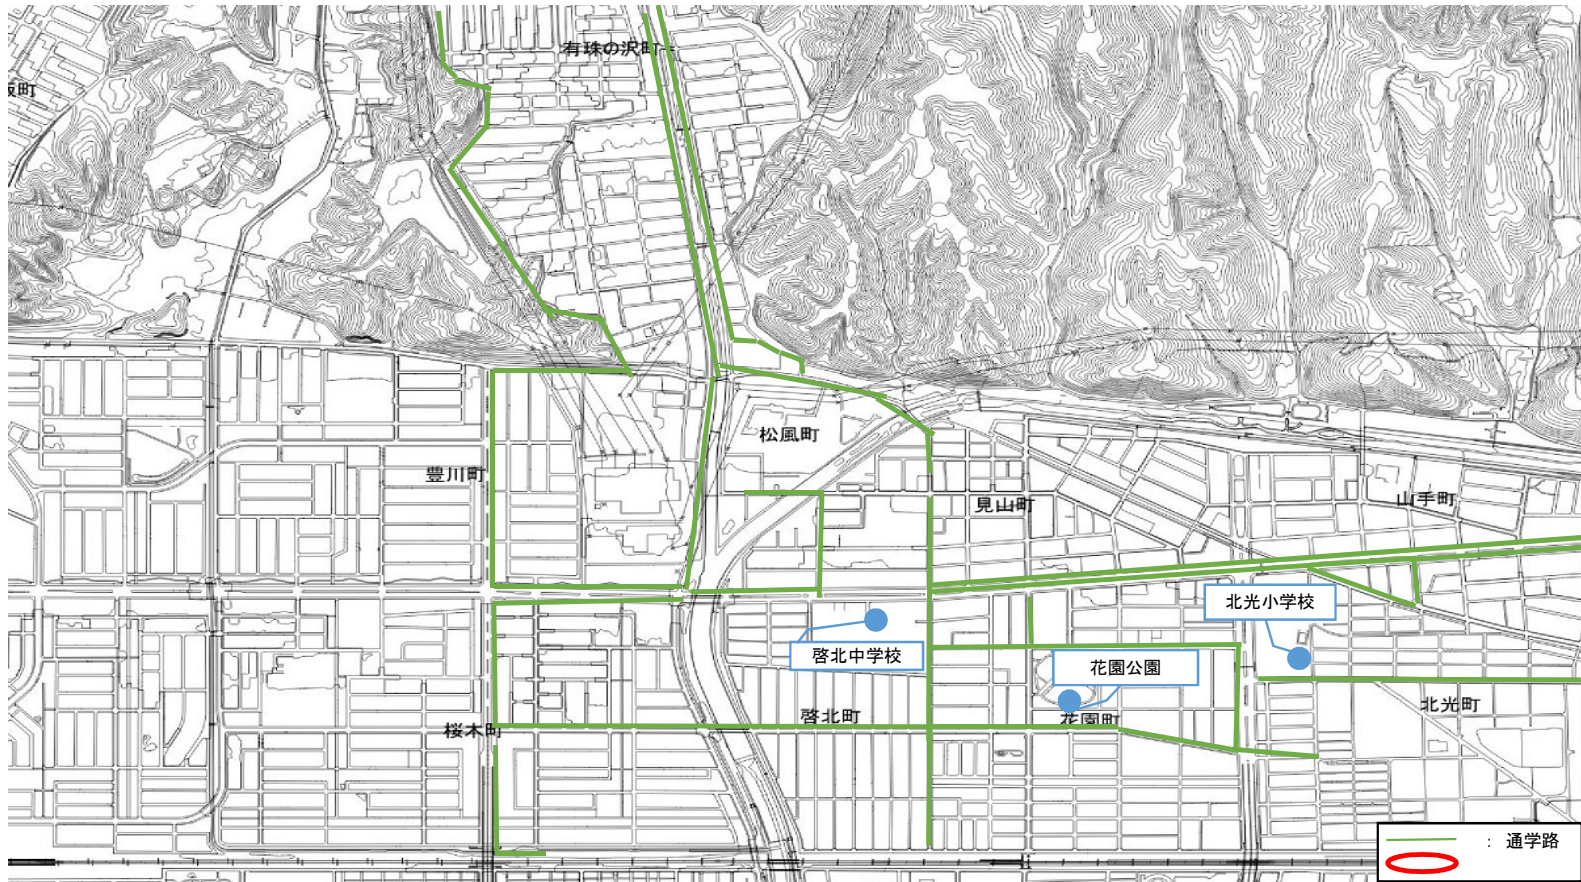 有珠の沢町
町
松風町
豊川町
見山町
山手町
北光小学校
啓北中学校
花園公園
北光町
啓北町
花園町
桜木町
： 通学路